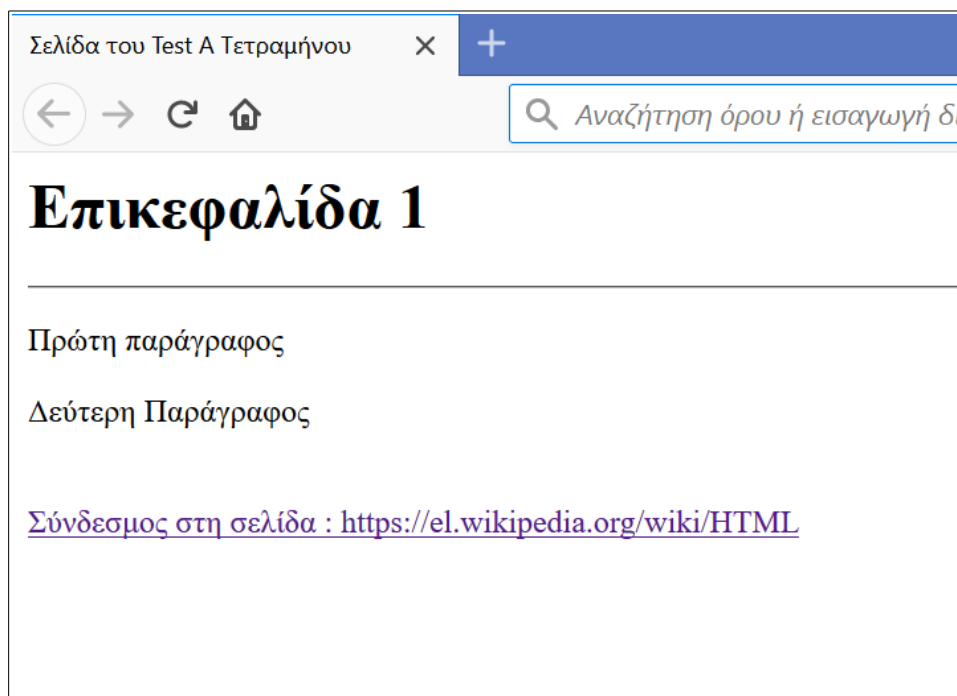 Σελίδα του Test Α Τετραμήνου
Αναζήτηση όρου ή εισαγωγή δι
Επικεφαλίδα 1
Πρώτη παράγραφος
Δεύτερη Παράγραφος
Σύνδεσμος στη σελίδα : https://el.wikipedia.org/wiki/HTML